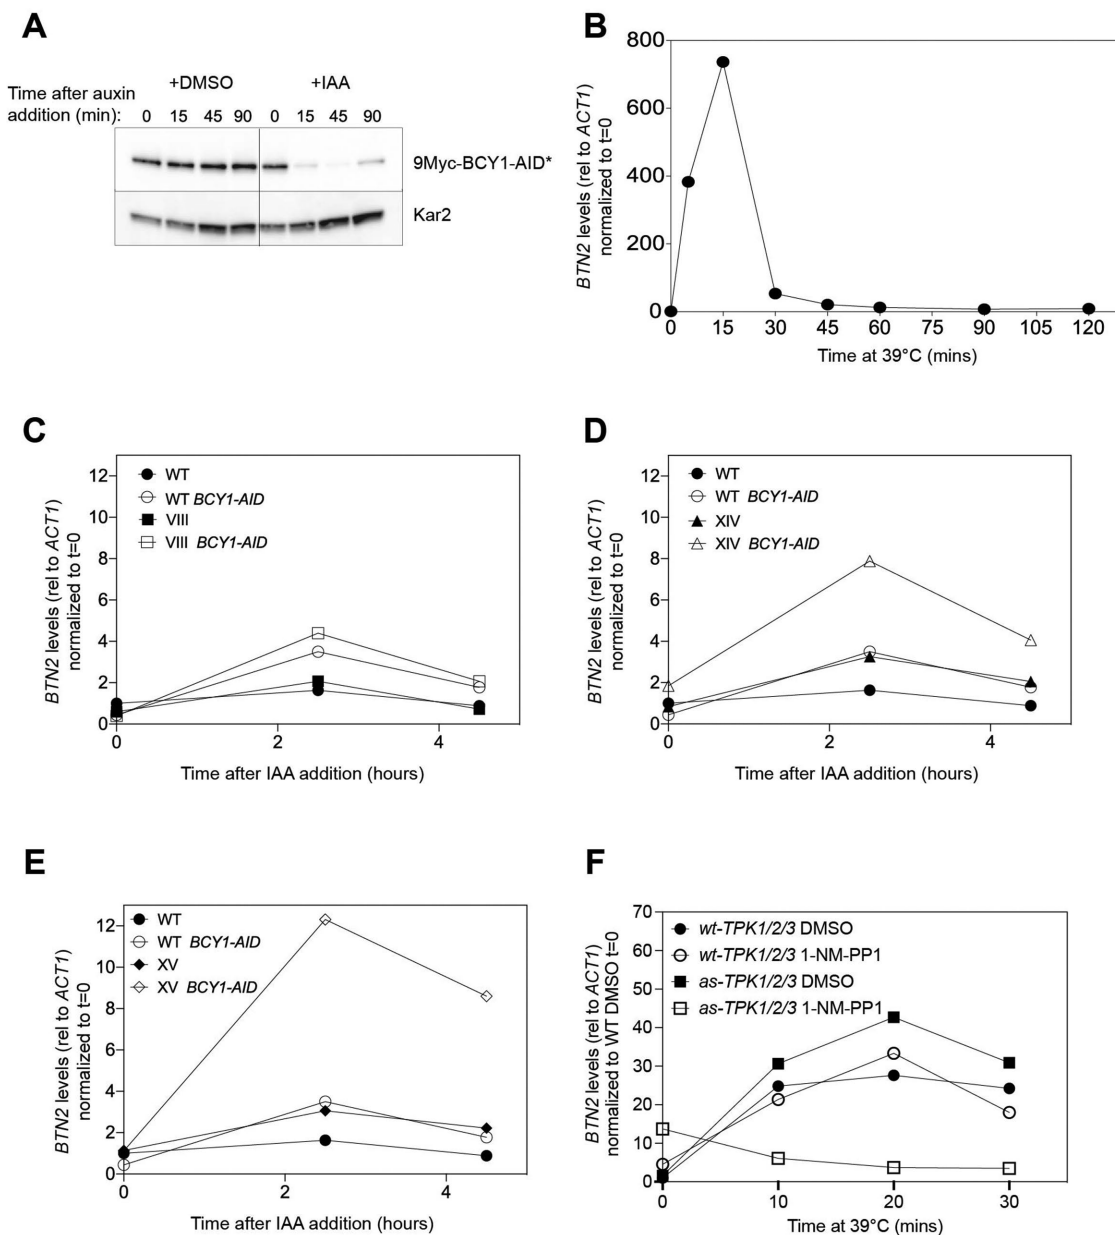 A
+DMSO +IAA
Time after auxin
addition (min): 0 15 45 90 0 15 45 90
9Myc-BCY1-AID*
Kar2
B
BTN2 levels (rel to ACT1)
normalized to t=0
800
600
400
200
0
0 15 30 45 60 75 90 105 120
Time at 39°C (mins)
C
BTN2 levels (rel to ACT1)
normalized to t=0
12
10
8
6
4
2
0
WT
WT BCY1-AID
VIII
VIII BCY1-AID
0 2 4
Time after IAA addition (hours)
D
BTN2 levels (rel to ACT1)
normalized to t=0
12
10
8
6
4
2
0
WT
WT BCY1-AID
XIV
XIV BCY1-AID
0 2 4
Time after IAA addition (hours)
E
BTN2 levels (rel to ACT1)
normalized to t=0
12
10
8
6
4
2
0
WT
WT BCY1-AID
XV
XV BCY1-AID
0 2 4
Time after IAA addition (hours)
F
BTN2 levels (rel to ACT1)
normalized to WT DMSO t=0
70
60
50
40
30
20
10
0
wt-TPK1/2/3 DMSO
wt-TPK1/2/3 1-NM-PP1
as-TPK1/2/3 DMSO
as-TPK1/2/3 1-NM-PP1
0 10 20 30
Time at 39°C (mins)